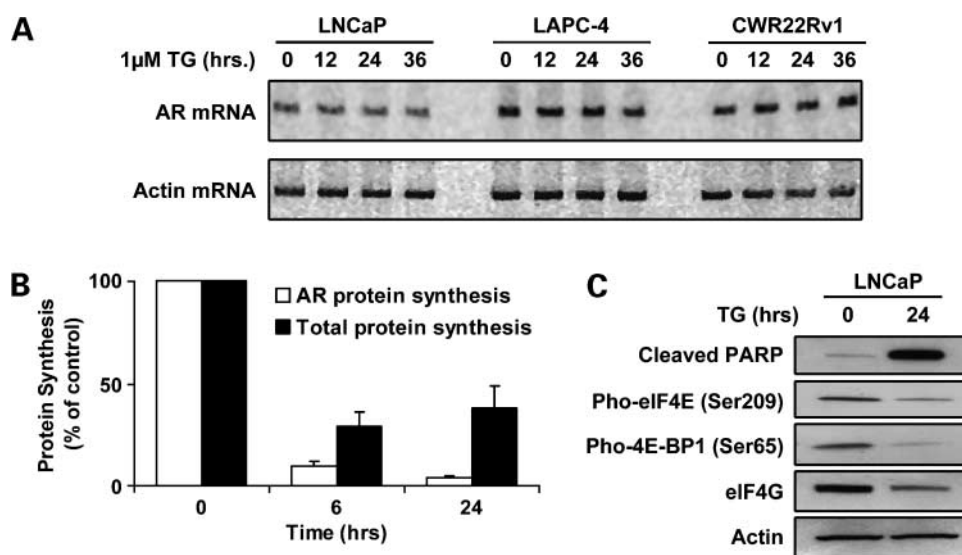 A
LNCaP LAPC-4 CWR22Rv1
1µM TG (hrs.) 0 12 24 36 0 12 24 36 0 12 24 36
AR mRNA
Actin mRNA
B
Protein Synthesis
(% of control)
100
50
0
AR protein synthesis
Total protein synthesis
0 6 24
Time (hrs)
C
LNCaP
TG (hrs) 0 24
Cleaved PARP
Pho-eIF4E (Ser209)
Pho-4E-BP1 (Ser65)
eIF4G
Actin